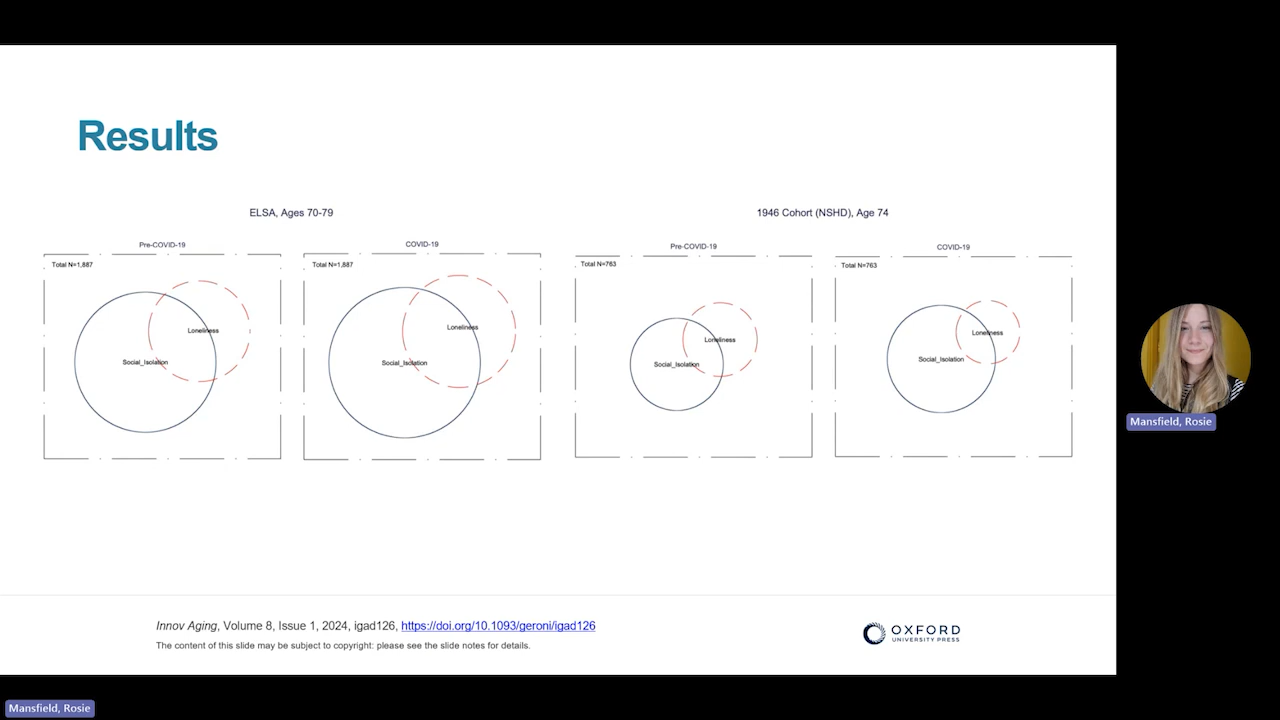 Results
ELSA, Ages 70-79
1946 Cohort (NSHD), Age 74
Pre-COVID-19
COVID-19
Pre-COVID-19
COVID-19
Total N=1,887
Total N=1,887
Total N=763
Total N=763
Loneliness
Social_Isolation
Loneliness
Social_Isolation
Loneliness
Social_Isolation
Loneliness
Social_Isolation
Mansfield, Rosie
Innov Aging, Volume 8, Issue 1, 2024, igad126, https://doi.org/10.1093/geroni/igad126
The content of this slide may be subject to copyright: please see the slide notes for details.
OXFORD
UNIVERSITY PRESS
Mansfield, Rosie